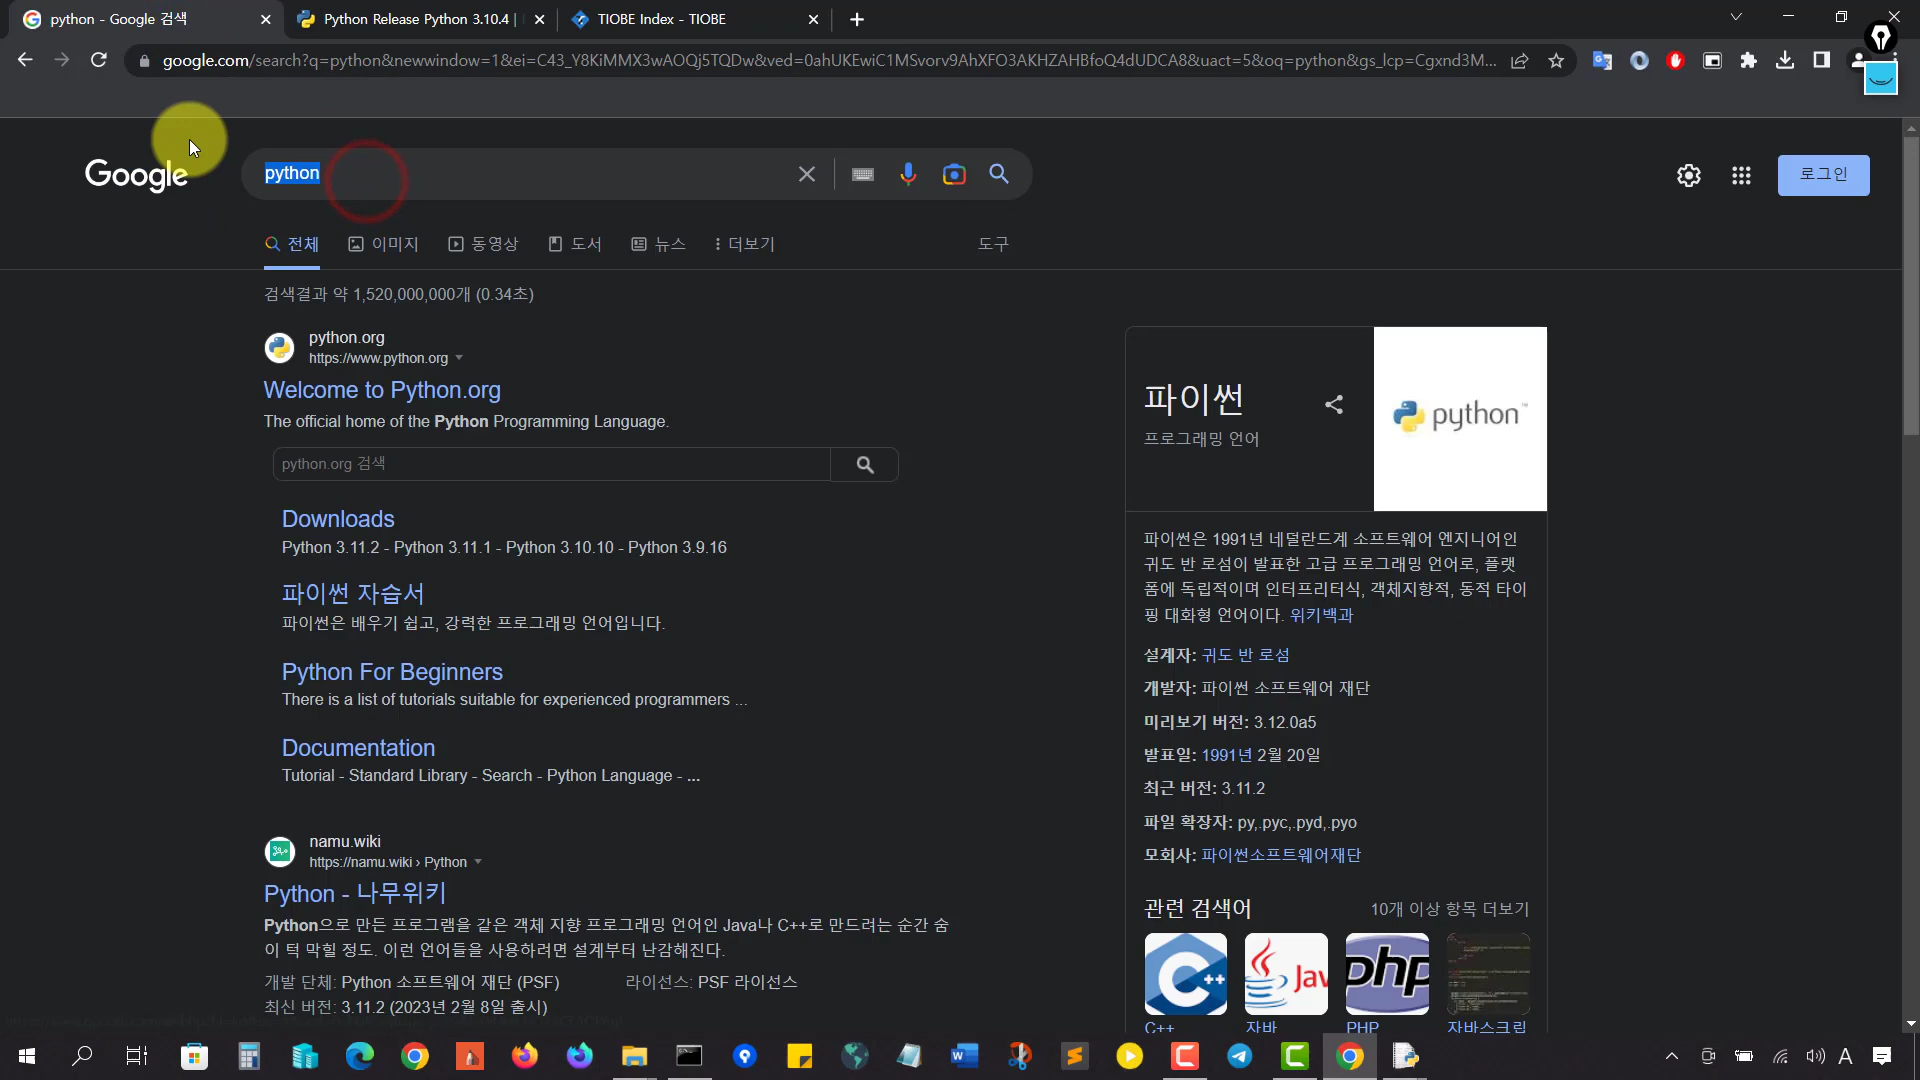 python - Google 검색
Python Release Python 3.10.4 |
TIOBE Index - TIOBE
google.com/search?q=python&newwindow=1&ei=C43_Y8KiMMX3wAOQj5TQDw&ved=0ahUKEwiC1MSvorv9AhXFO3AKHZAHBfoQ4dUDCA8&uact=5&oq=python&gs_lcp=Cgxnd3M...
Google
python
로그인
전체
이미지
동영상
도서
뉴스
더보기
도구
검색결과 약 1,520,000,000개 (0.34초)
python.org
https://www.python.org
Welcome to Python.org
The official home of the Python Programming Language.
python.org 검색
Downloads
Python 3.11.2 - Python 3.11.1 - Python 3.10.10 - Python 3.9.16
파이썬 자습서
파이썬은 배우기 쉽고, 강력한 프로그래밍 언어입니다.
Python For Beginners
There is a list of tutorials suitable for experienced programmers ...
Documentation
Tutorial - Standard Library - Search - Python Language - ...
namu.wiki
https://namu.wiki › Python
Python - 나무위키
Python으로 만든 프로그램을 같은 객체 지향 프로그래밍 언어인 Java나 C++로 만드려는 순간 숨
이 턱 막힐 정도. 이런 언어들을 사용하려면 설계부터 난감해진다.
개발 단체: Python 소프트웨어 재단 (PSF)
라이선스: PSF 라이선스
최신 버전: 3.11.2 (2023년 2월 8일 출시)
파이썬
프로그래밍 언어
python™
파이썬은 1991년 네덜란드계 소프트웨어 엔지니어인
귀도 반 로섬이 발표한 고급 프로그래밍 언어로, 플랫
폼에 독립적이며 인터프리터식, 객체지향적, 동적 타이
핑 대화형 언어이다. 위키백과
설계자: 귀도 반 로섬
개발자: 파이썬 소프트웨어 재단
미리보기 버전: 3.12.0a5
발표일: 1991년 2월 20일
최근 버전: 3.11.2
파일 확장자: py,.pyc,.pyd,.pyo
모회사: 파이썬소프트웨어재단
관련 검색어
10개 이상 항목 더보기
C++
Jav
php
C++
자바
PHP
자바스크립
A